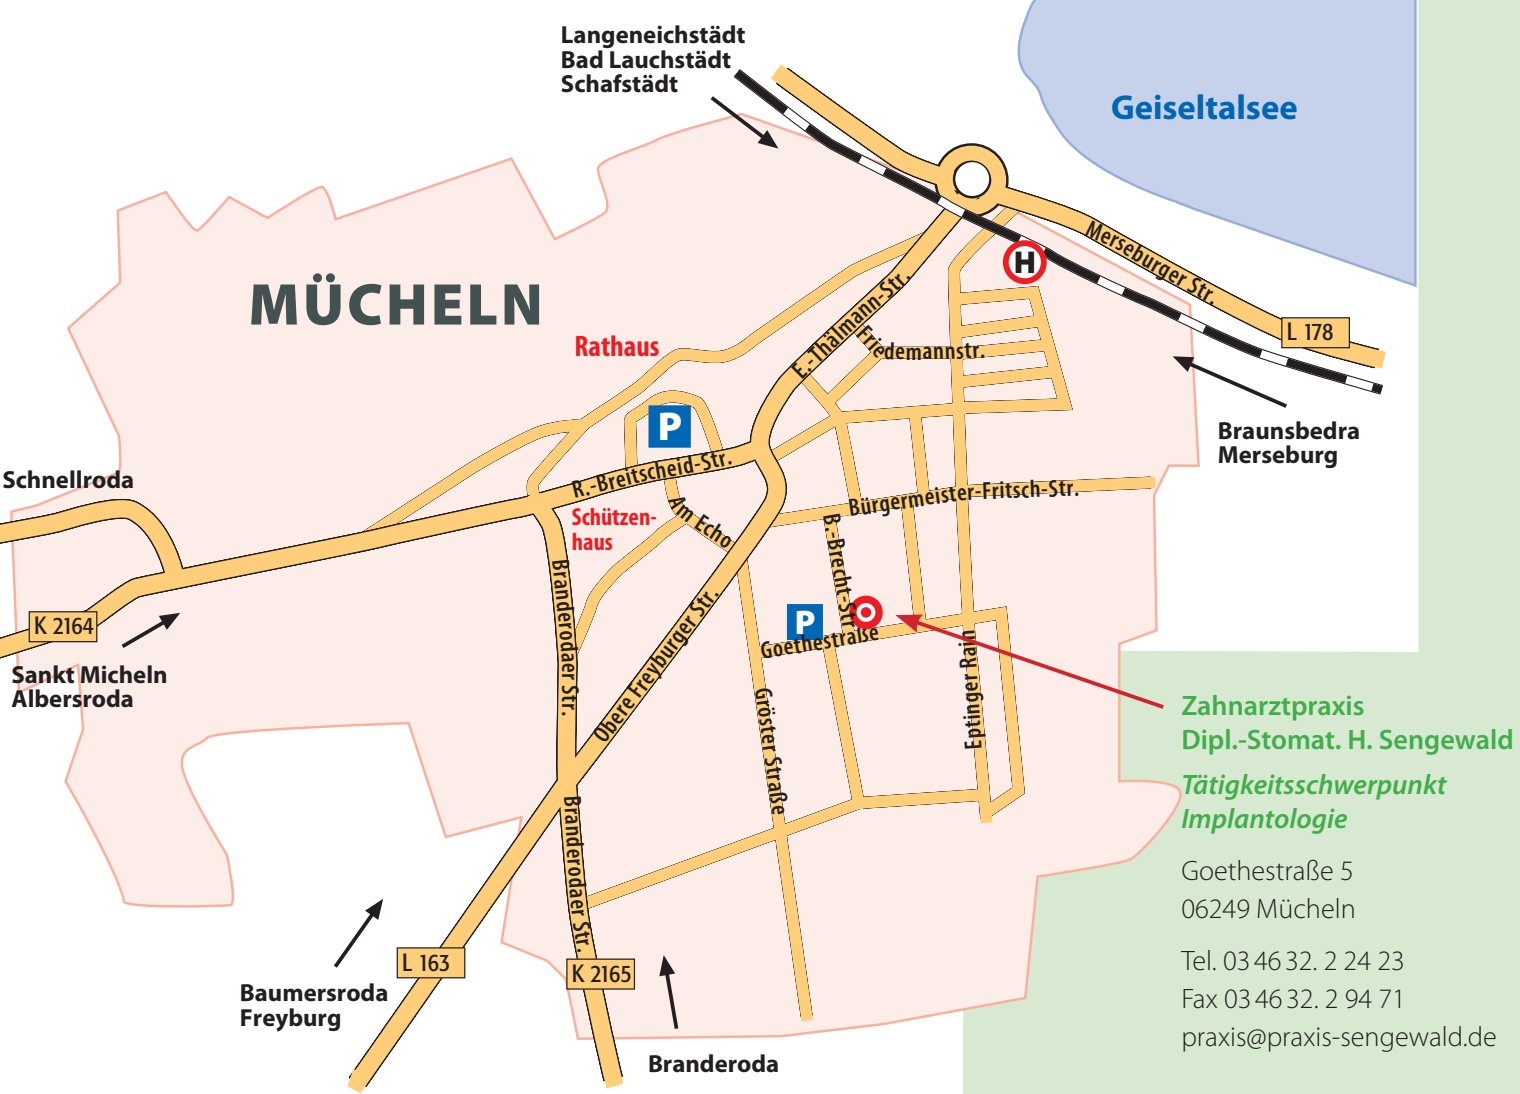 Langeneichstädt
Bad Lauchstädt
Schafstädt
Geiseltalsee
MÜCHELN
Merseburger Str.
H
L 178
E.-Thälmann-Str.
Friedemannstr.
Rathaus
P
Braunsbedra
Merseburg
Schnellroda
R.-Breitscheid-Str.
Bürgermeister-Fritsch-Str.
Am Echo
Schützen-
haus
B.-Brecht-Str.
Branderodaer Str.
K 2164
P
Goethestraße
Obere Freyburger Str.
Eptinger Rain
Gröster Straße
Sankt Micheln
Albersroda
Zahnarztpraxis
Dipl.-Stomat. H. Sengewald
Tätigkeitsschwerpunkt
Implantologie
Goethestraße 5
06249 Mücheln
Tel. 03 46 32. 2 24 23
Fax 03 46 32. 2 94 71
praxis@praxis-sengewald.de
Branderodaer Str.
L 163
K 2165
Baumersroda
Freyburg
Branderoda